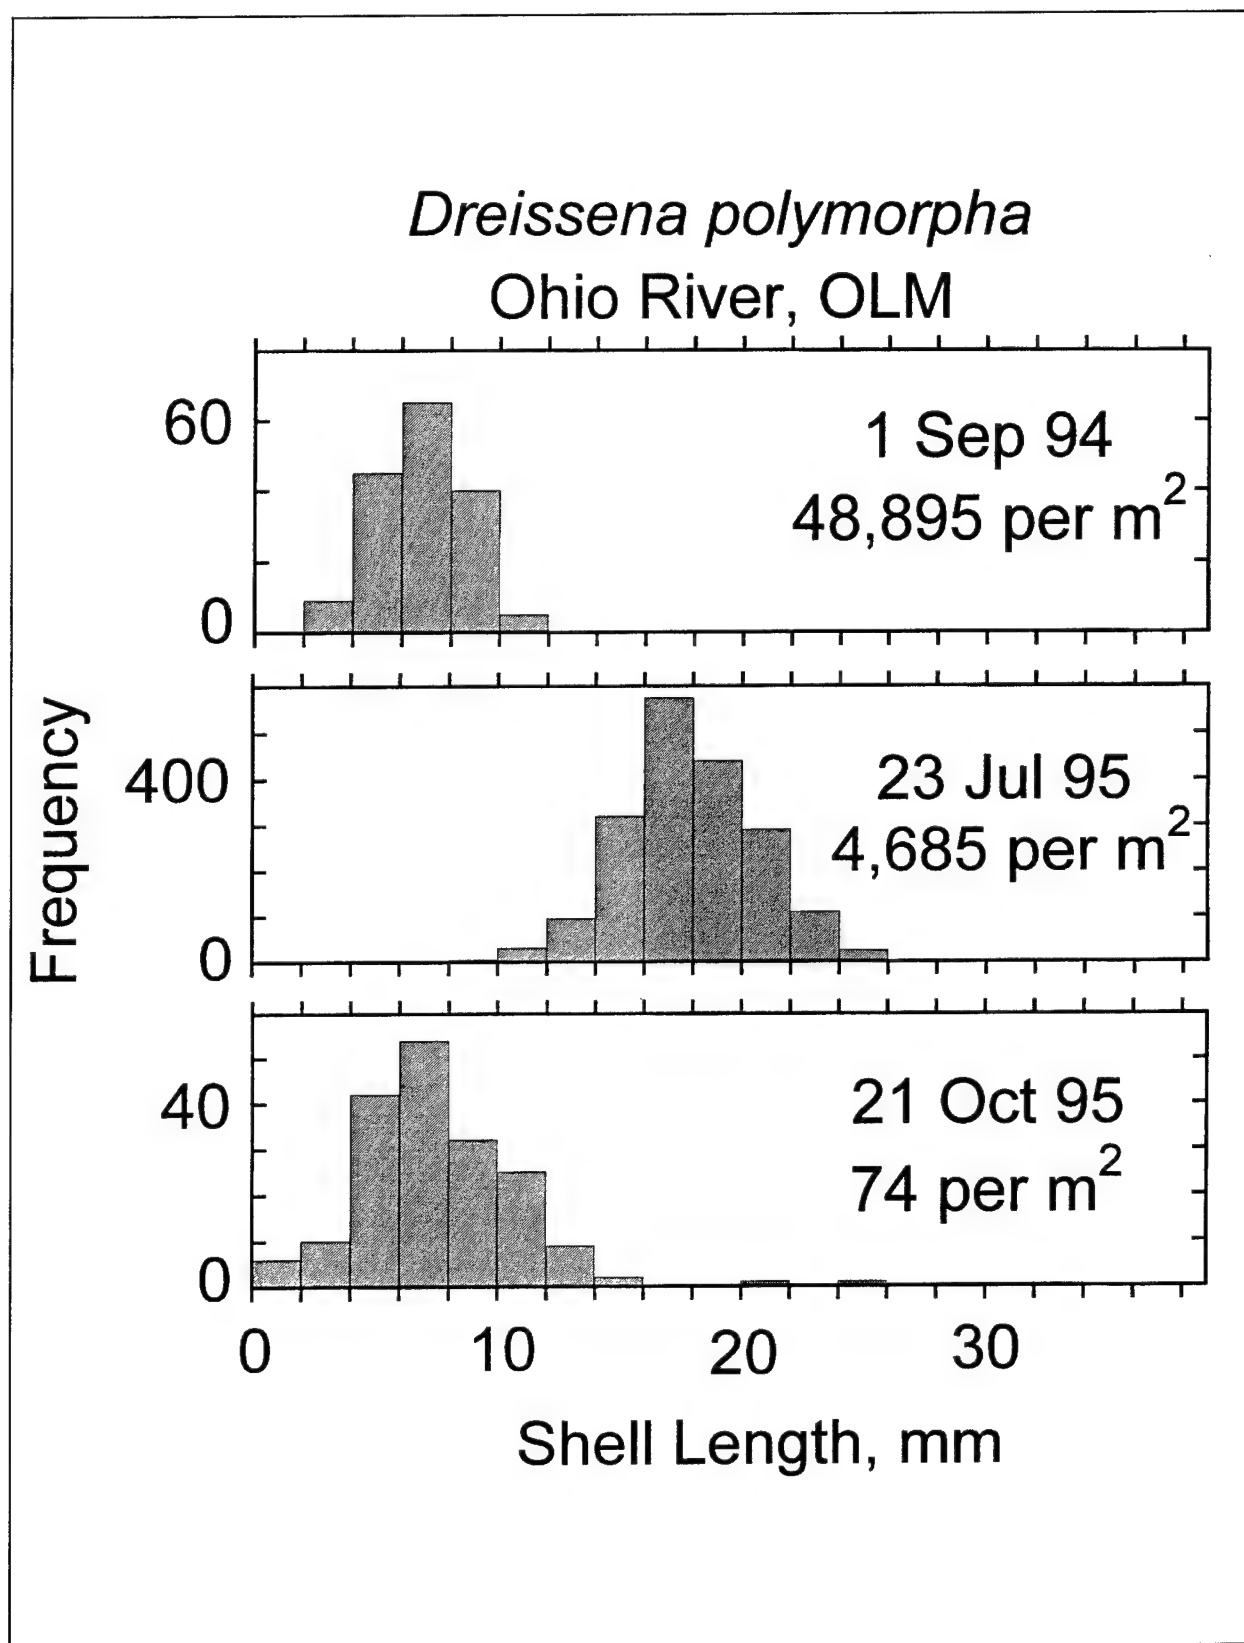 Dreissena polymorpha
Ohio River, OLM
60
0
1 Sep 94
48,895 per m²
Frequency
400
0
23 Jul 95
4,685 per m²
40
0
21 Oct 95
74 per m²
0 10 20 30
Shell Length, mm